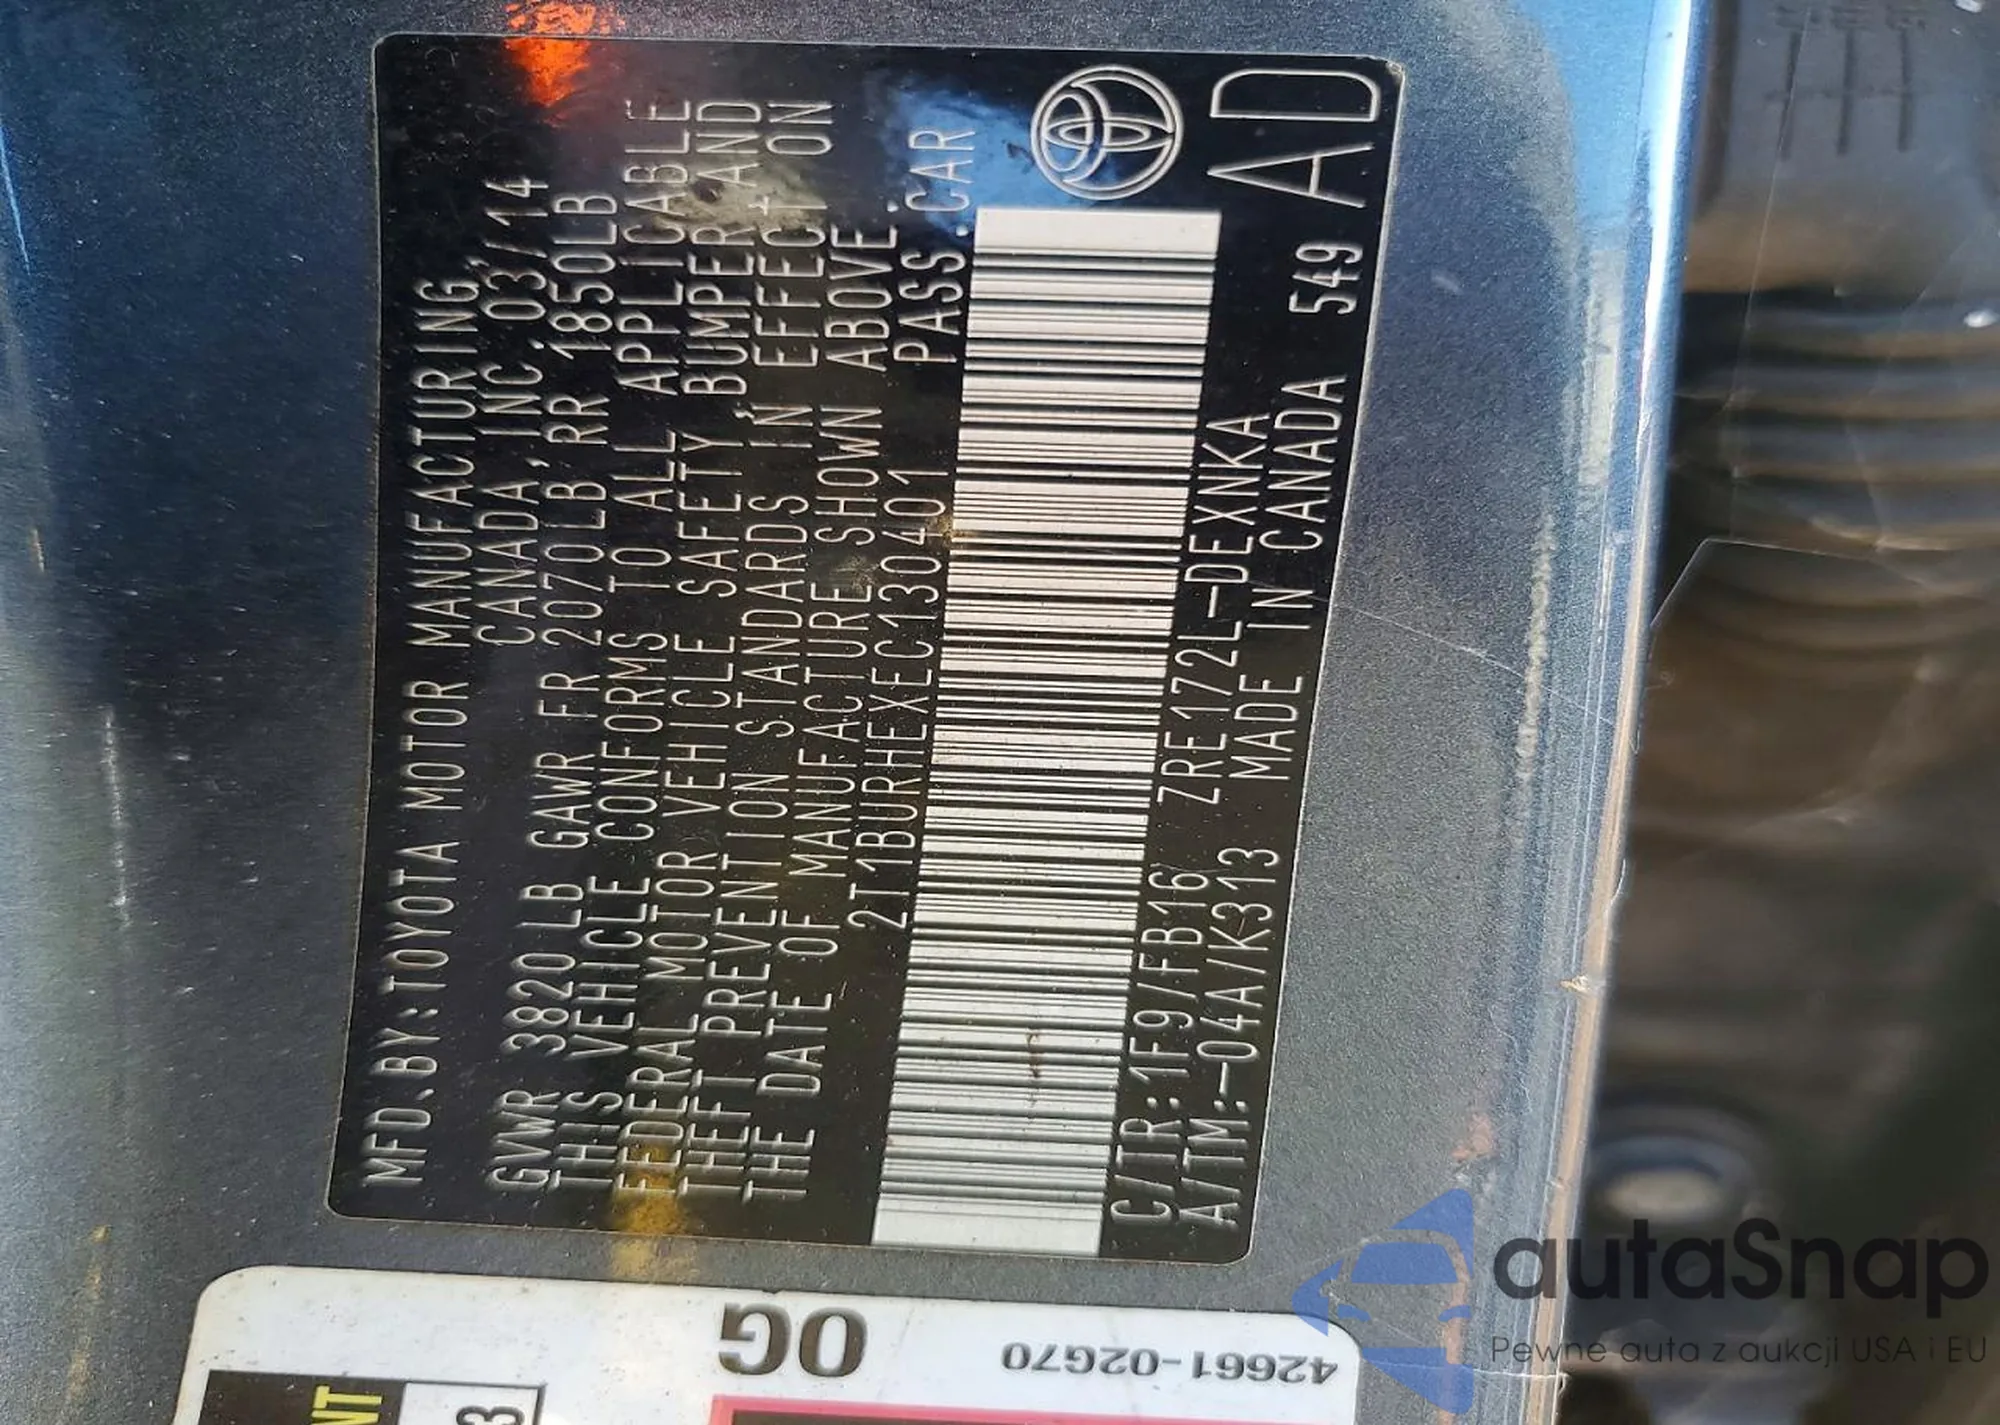 MFD.BY:TOYOTA MOTOR MANUFACTURING
CANADA,INC. 03/14
GVWR 3820 LB GAWR FR 2070LB RR 1850LB
THIS VEHICLE CONFORMS TO ALL APPLICABLE
FEDERAL MOTOR VEHICLE SAFETY,BUMPER AND
THEFT PREVENTION STANDARDS IN EFFECT ON
THE DATE OF MANUFACTURE SHOWN ABOVE.
2T1BURHEXEC130401 PASS.CAR
C/TR:1F9/FB16 ZRE172L-DEXNKA
A/TM:-04A/K313 MADE IN CANADA 549 AD
0G
42661-02G70
NT
3
autaSnap
Pewne auta z aukcji USA i EU